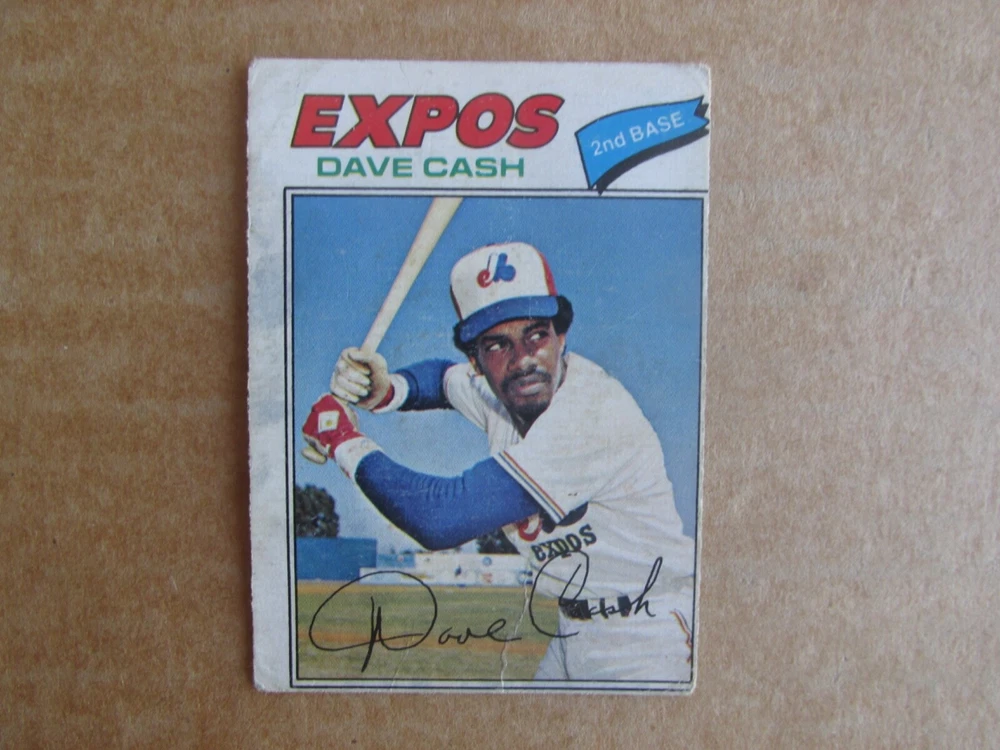 EXPOS
DAVE CASH
2nd BASE
expos
Dave Cash